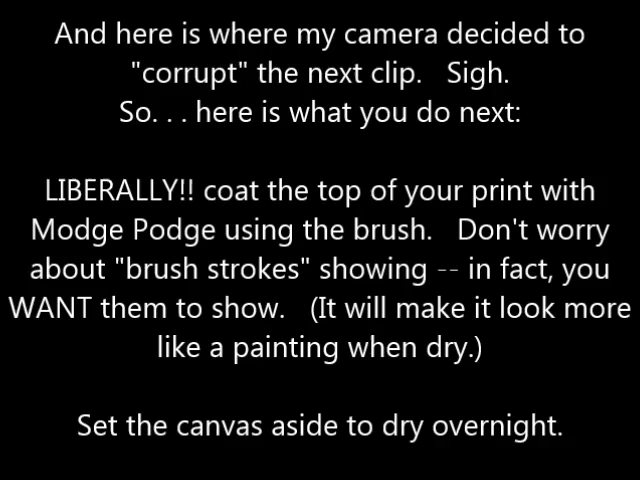 And here is where my camera decided to
"corrupt" the next clip.   Sigh.
So. . . here is what you do next:
LIBERALLY!! coat the top of your print with
Modge Podge using the brush.   Don't worry
about "brush strokes" showing -- in fact, you
WANT them to show.   (It will make it look more
like a painting when dry.)
Set the canvas aside to dry overnight.